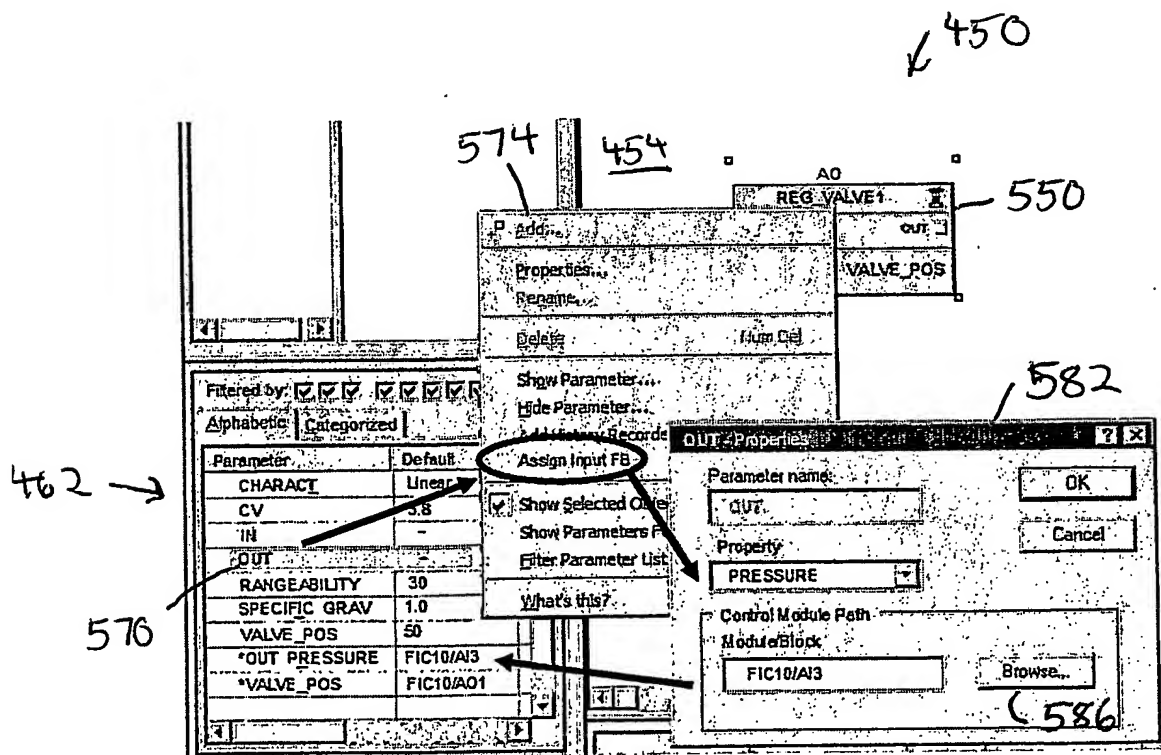 450
574
454
AO
REG_VALVE1
550
OUT
VALVE_POS
Add...
Properties...
Rename...
Delete
Show Parameter...
Hide Parameter...
Assign Input FB
Show Selected
Show Parameters
Filter Parameter List
What's this?
Filtered by:
Alphabetic Categorized
462
Parameter Default
CHARACT Linear
CV 3.8
IN -
OUT -
RANGEABILITY 30
SPECIFIC GRAV 1.0
VALVE_POS 50
*OUT PRESSURE FIC10/AI3
*VALVE_POS FIC10/AO1
570
582
OUT - Properties ? X
Parameter name:
OUT
OK
Cancel
Property
PRESSURE
Control Module Path
Module/Block
FIC10/AI3
Browse...
586